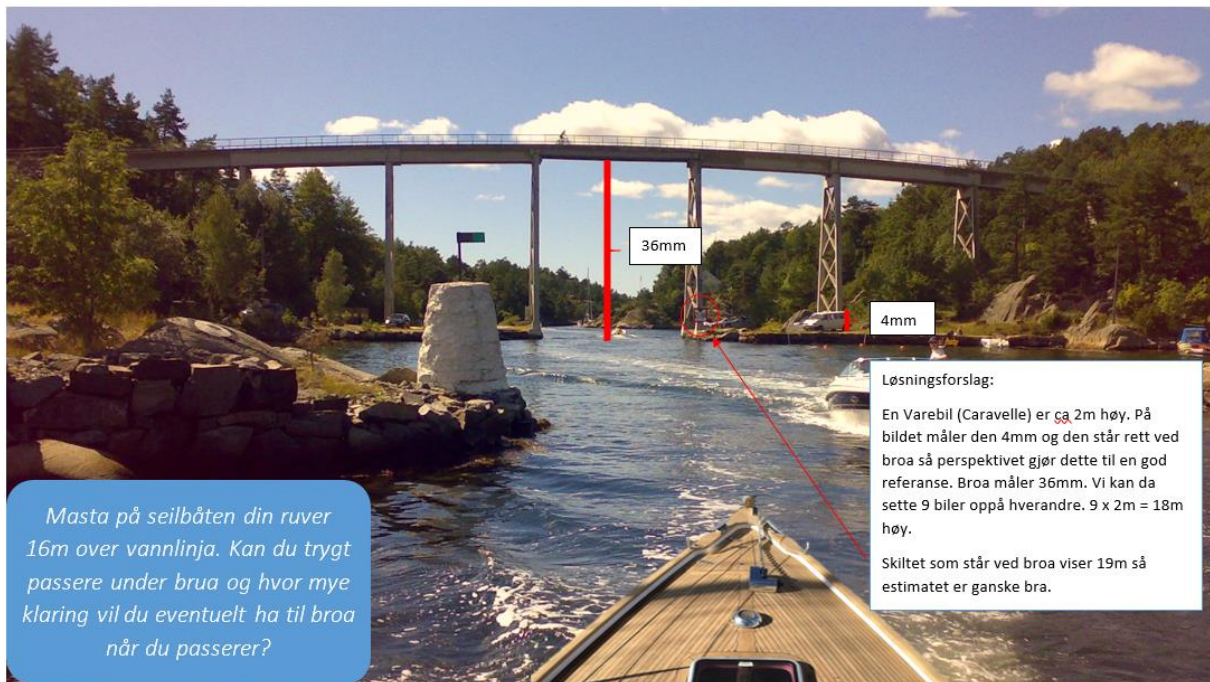 36mm
4mm
Løsningsforslag:
En Varebil (Caravelle) er ca 2m høy. På
bildet måler den 4mm og den står rett ved
broa så perspektivet gjør dette til en god
referanse. Broa måler 36mm. Vi kan da
sette 9 biler oppå hverandre. 9 x 2m = 18m
høy.
Skiltet som står ved broa viser 19m så
estimatet er ganske bra.
Masta på seilbåten din ruver
16m over vannlinja. Kan du trygt
passere under brua og hvor mye
klaring vil du eventuelt ha til broa
når du passerer?